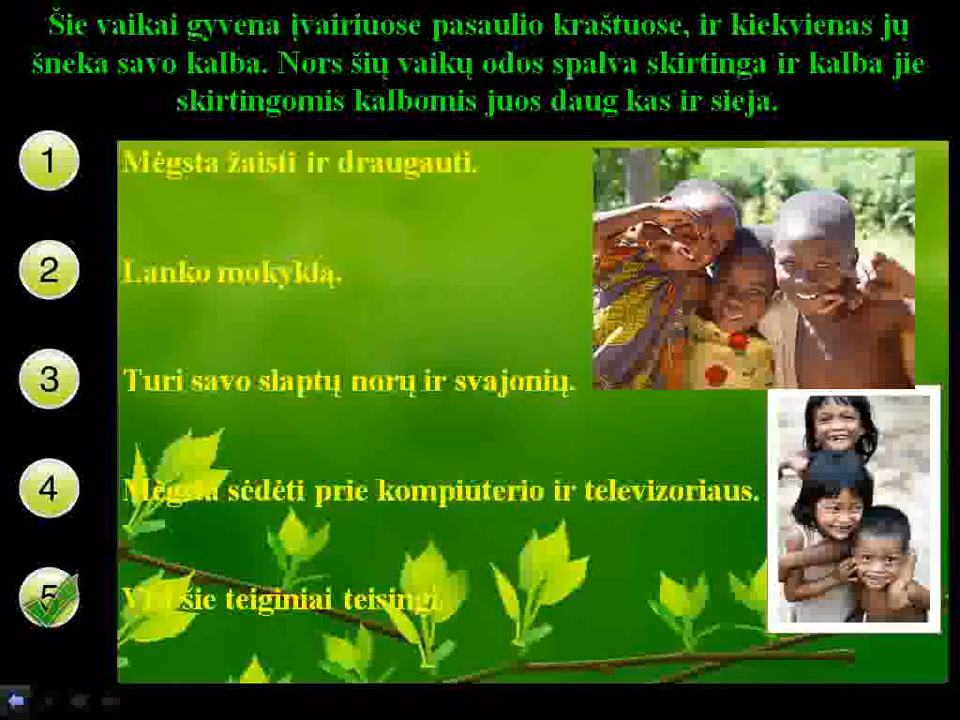 Šie vaikai gyvena įvairiuose pasaulio kraštuose, ir kiekvienas jų
šneka savo kalba. Nors šių vaikų odos spalva skirtinga ir kalba jie
skirtingomis kalbomis juos daug kas ir sieja.
1 Mėgsta žaisti ir draugauti.
2 Lanko mokyklą.
3 Turi savo slaptų norų ir svajonių.
4 Mėgsta sėdėti prie kompiuterio ir televizoriaus.
5 šie teiginiai teisingi.